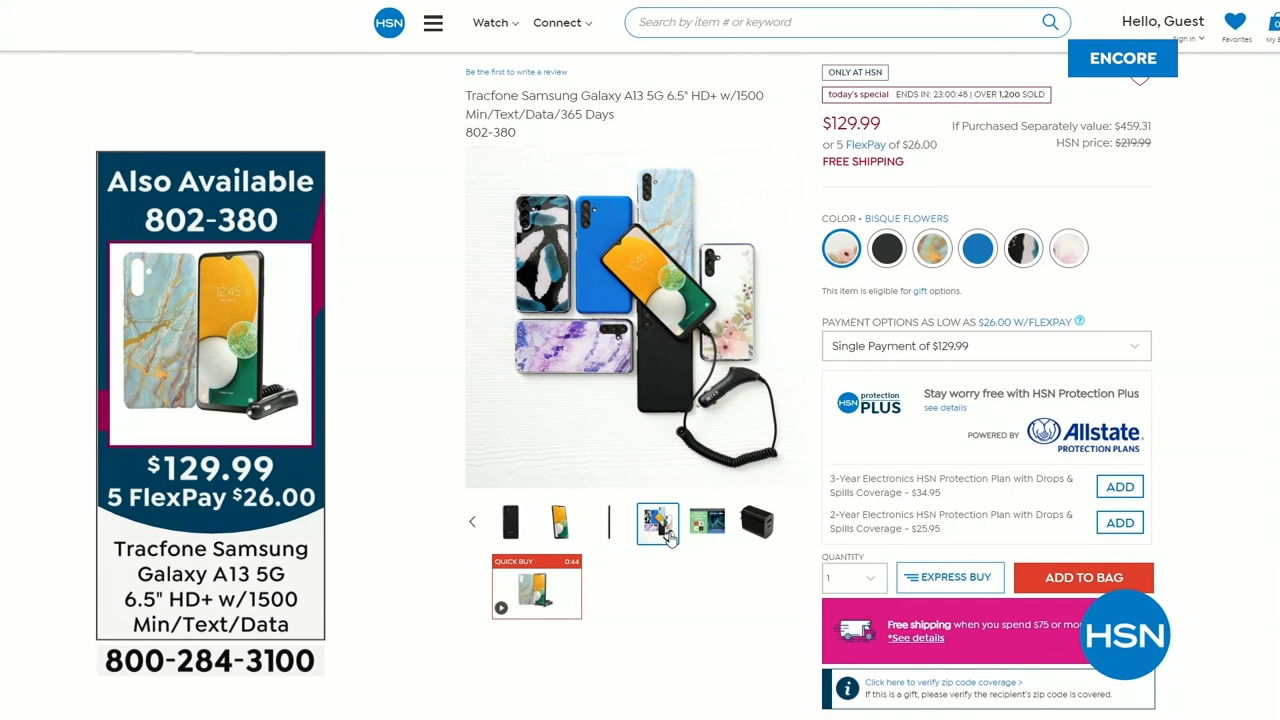 HSN
Watch
Connect
Search by item # or keyword
Hello, Guest
Sign In
Favorites
ENCORE
Also Available
802-380
12:45
$129.99
5 FlexPay $26.00
Tracfone Samsung
Galaxy A13 5G
6.5" HD+ w/1500
Min/Text/Data
800-284-3100
Be the first to write a review
Tracfone Samsung Galaxy A13 5G 6.5" HD+ w/1500
Min/Text/Data/365 Days
802-380
12:45
QUICK BUY 0:44
ONLY AT HSN
today's special ENDS IN: 23:00:48 | OVER 1,200 SOLD
$129.99
or 5 FlexPay of $26.00
FREE SHIPPING
If Purchased Separately value: $459.31
HSN price: $219.99
COLOR • BISQUE FLOWERS
This item is eligible for gift options.
PAYMENT OPTIONS AS LOW AS $26.00 W/FLEXPAY ?
Single Payment of $129.99
HSN protection PLUS
Stay worry free with HSN Protection Plus
see details
POWERED BY Allstate.
PROTECTION PLANS
3-Year Electronics HSN Protection Plan with Drops &
Spills Coverage - $34.95
ADD
2-Year Electronics HSN Protection Plan with Drops &
Spills Coverage - $25.95
ADD
QUANTITY
1
EXPRESS BUY
ADD TO BAG
Free shipping when you spend $75 or
*See details
HSN
Click here to verify zip code coverage >
If this is a gift, please verify the recipient's zip code is covered.